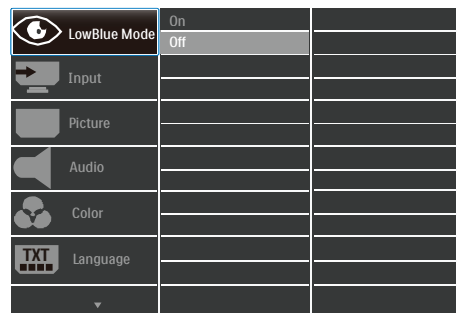 LowBlue Mode
On
Off
Input
Picture
Audio
Color
TXT
Language